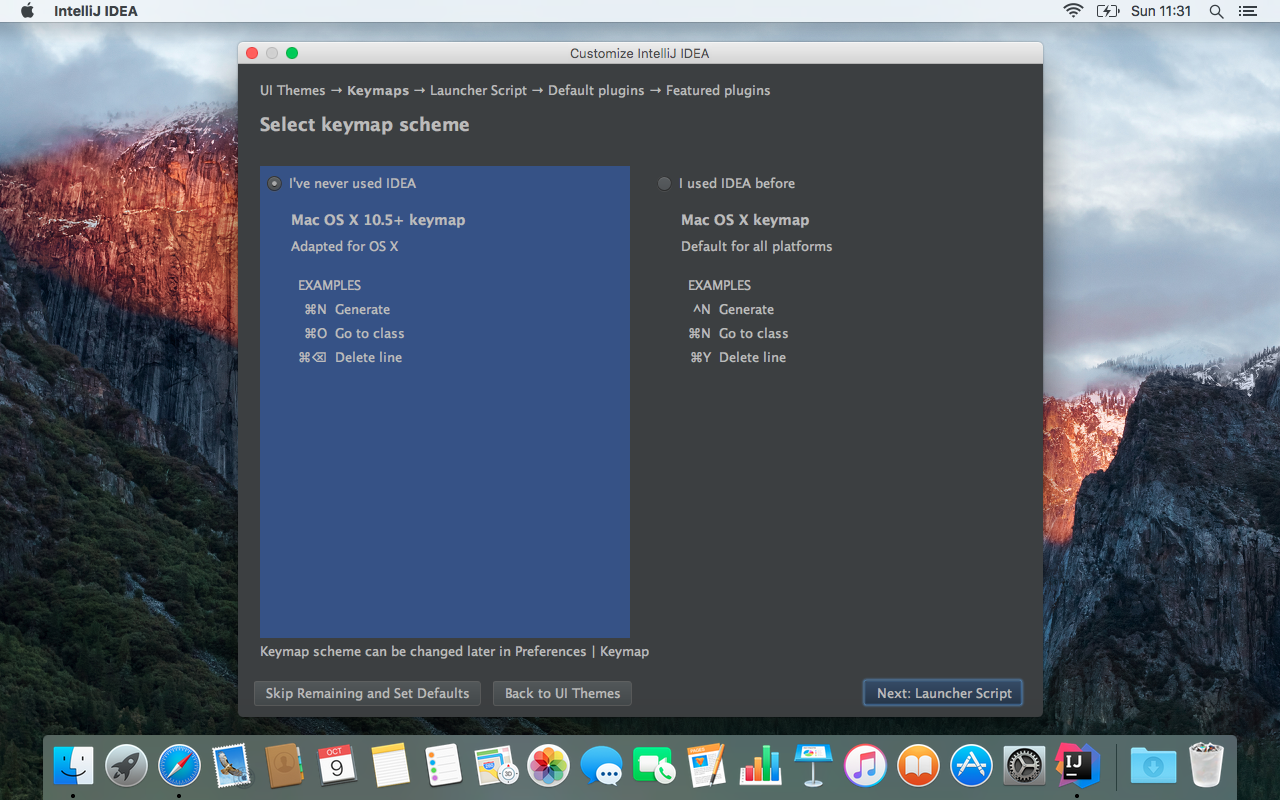 IntelliJ IDEA
Sun 11:31
Customize IntelliJ IDEA
UI Themes → Keymaps → Launcher Script → Default plugins → Featured plugins
Select keymap scheme
I've never used IDEA
Mac OS X 10.5+ keymap
Adapted for OS X
EXAMPLES
⌘N Generate
⌘O Go to class
⌘⌫ Delete line
I used IDEA before
Mac OS X keymap
Default for all platforms
EXAMPLES
^N Generate
⌘N Go to class
⌘Y Delete line
Keymap scheme can be changed later in Preferences | Keymap
Skip Remaining and Set Defaults
Back to UI Themes
Next: Launcher Script
OCT
9
3D
PAGES
IJ